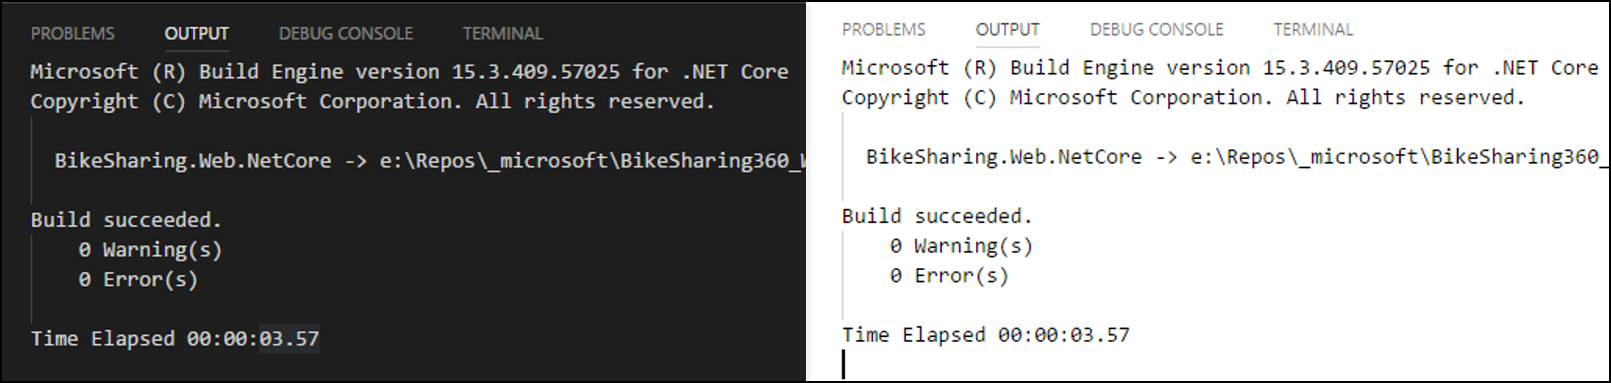 PROBLEMS OUTPUT DEBUG CONSOLE TERMINAL
Microsoft (R) Build Engine version 15.3.409.57025 for .NET Core
Copyright (C) Microsoft Corporation. All rights reserved.
BikeSharing.Web.NetCore -> e:\Repos\_microsoft\BikeSharing360_
Build succeeded.
0 Warning(s)
0 Error(s)
Time Elapsed 00:00:03.57
PROBLEMS OUTPUT DEBUG CONSOLE TERMINAL
Microsoft (R) Build Engine version 15.3.409.57025 for .NET Core
Copyright (C) Microsoft Corporation. All rights reserved.
BikeSharing.Web.NetCore -> e:\Repos\_microsoft\BikeSharing360_
Build succeeded.
0 Warning(s)
0 Error(s)
Time Elapsed 00:00:03.57